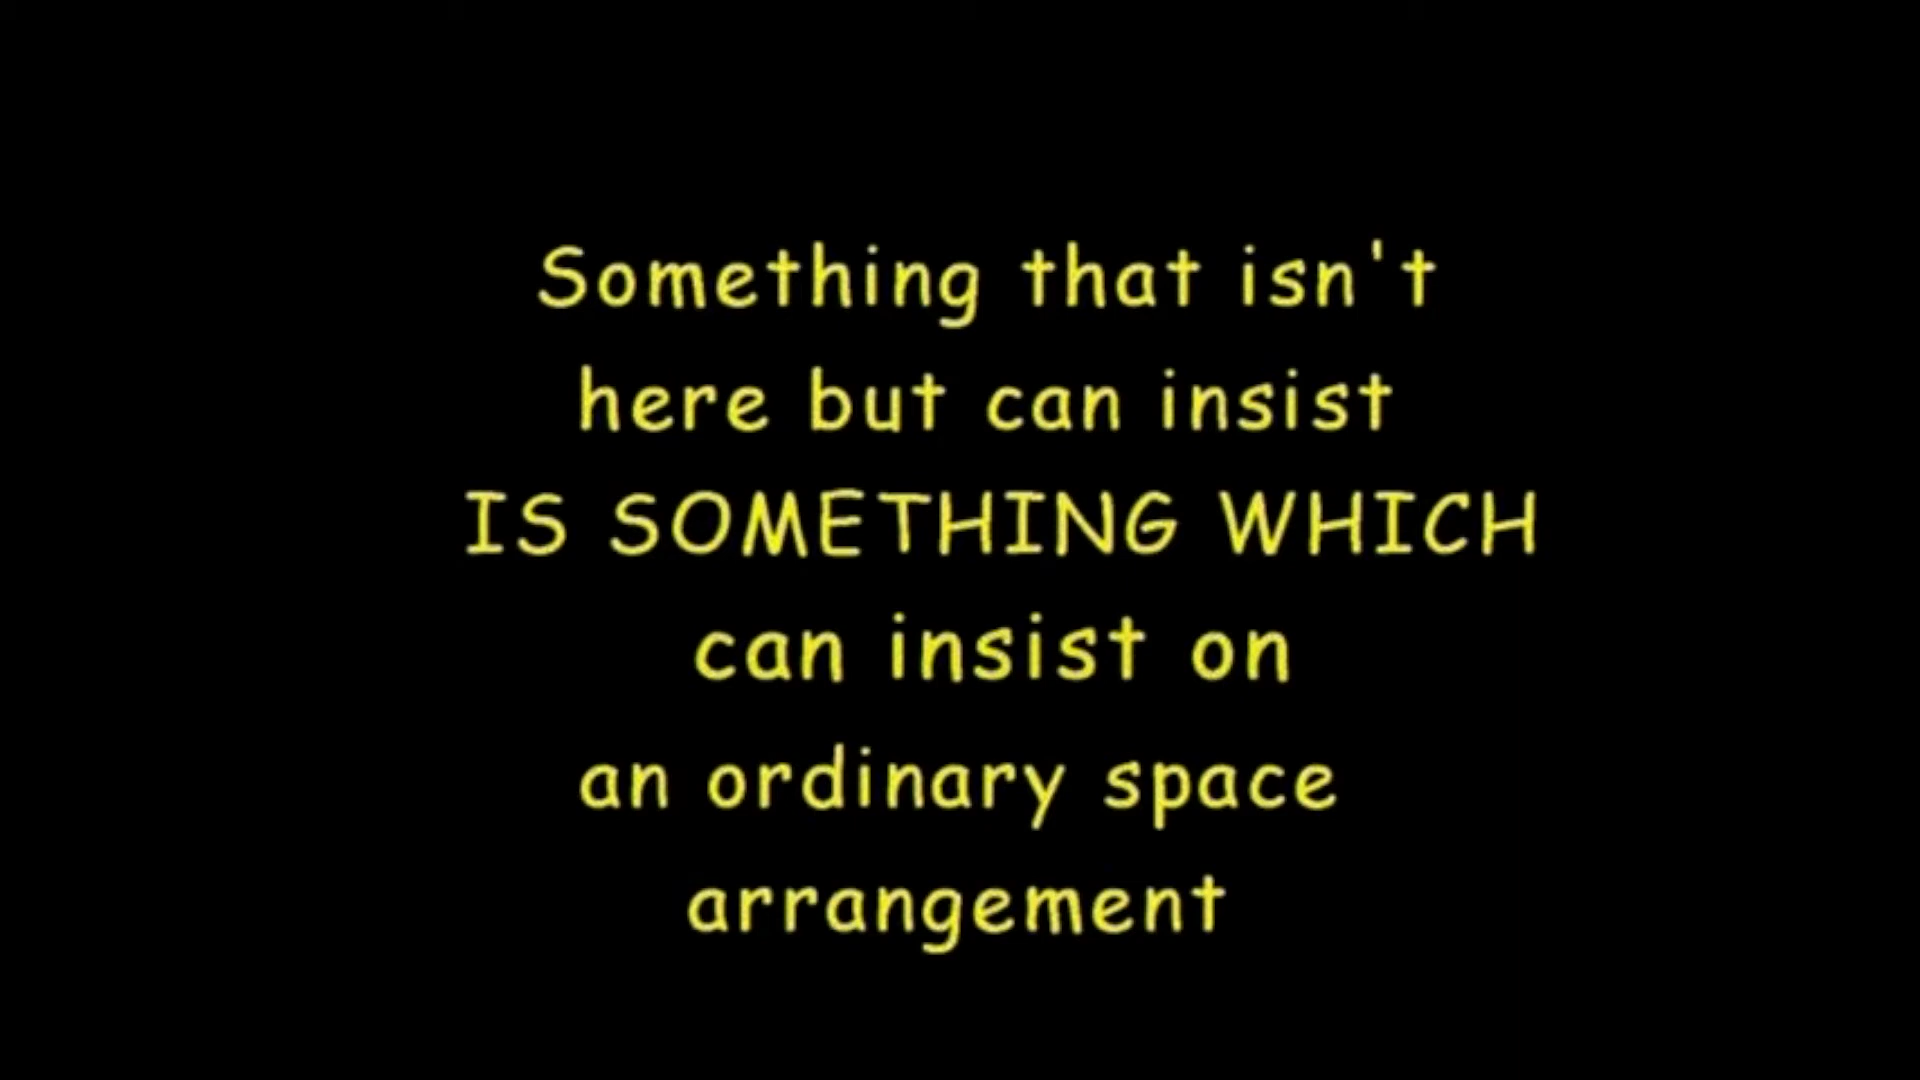 Something that isn't
here but can insist
IS SOMETHING WHICH
can insist on
an ordinary space
arrangement